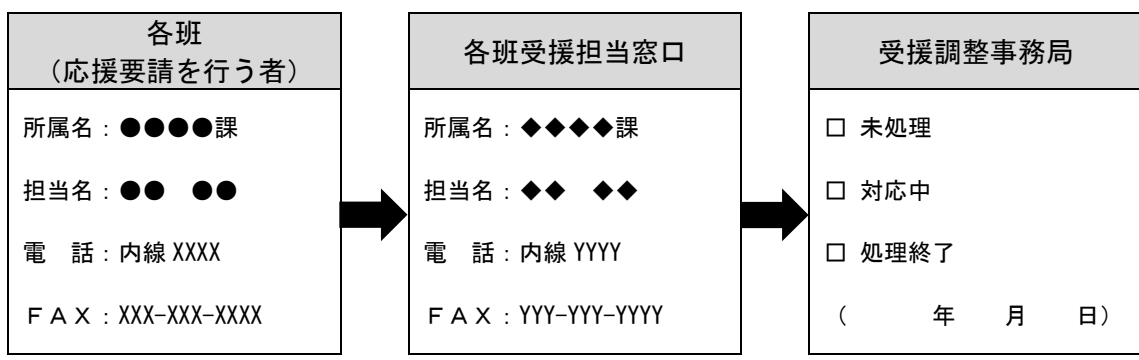 各班
（応援要請を行う者）
所属名：●●●●課
担当名：●●　●●
電　話：内線 XXXX
ＦＡＸ：XXX-XXX-XXXX
各班受援担当窓口
所属名：◆◆◆◆課
担当名：◆◆　◆◆
電　話：内線 YYYY
ＦＡＸ：YYY-YYY-YYYY
受援調整事務局
□ 未処理
□ 対応中
□ 処理終了
（　　　年　　月　　日）